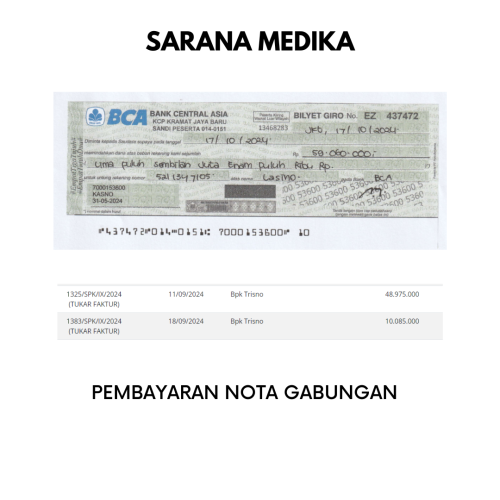 SARANA MEDIKA
BCA BANK CENTRAL ASIA
KCP KRAMAT JAYA BARU
SANDI PESERTA 014-0151
13468283
BILYET GIRO No. EZ 437472
Jkt, 17/10/2024
17/10/2024
Rp. 59.060.000,-
Lima puluh sembilan Juta Enam puluh Ribu Rp.
5213471105
Lasimo.
BCA
7000153600
KASNO
31-05-2024
⑈437472⑈014⑉0151⑆ 7000153600⑈ 10
1325/SPK/IX/2024 11/09/2024 Bpk Trisno 48.975.000
(TUKAR FAKTUR)
1383/SPK/IX/2024 18/09/2024 Bpk Trisno 10.085.000
(TUKAR FAKTUR)
PEMBAYARAN NOTA GABUNGAN